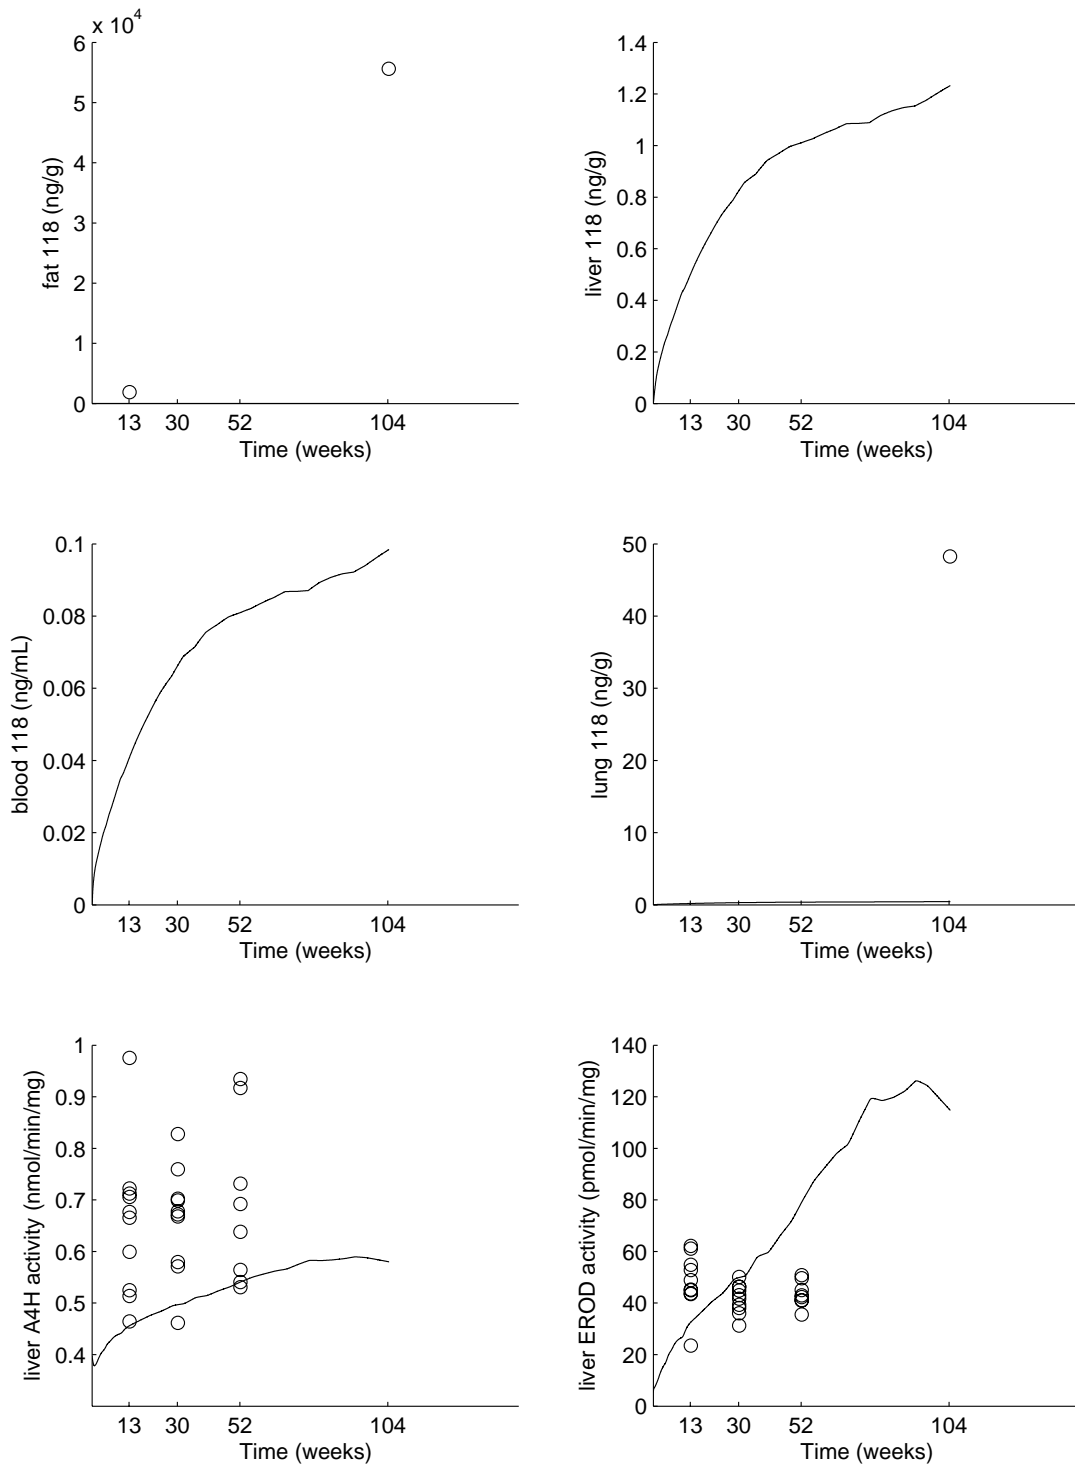 x 10^4
6
5
4
3
2
1
0
fat 118 (ng/g)
13 30 52 104
Time (weeks)
1.4
1.2
1
0.8
0.6
0.4
0.2
0
liver 118 (ng/g)
13 30 52 104
Time (weeks)
0.1
0.08
0.06
0.04
0.02
0
blood 118 (ng/mL)
13 30 52 104
Time (weeks)
50
40
30
20
10
0
lung 118 (ng/g)
13 30 52 104
Time (weeks)
1
0.9
0.8
0.7
0.6
0.5
0.4
liver A4H activity (nmol/min/mg)
13 30 52 104
Time (weeks)
140
120
100
80
60
40
20
0
liver EROD activity (pmol/min/mg)
13 30 52 104
Time (weeks)